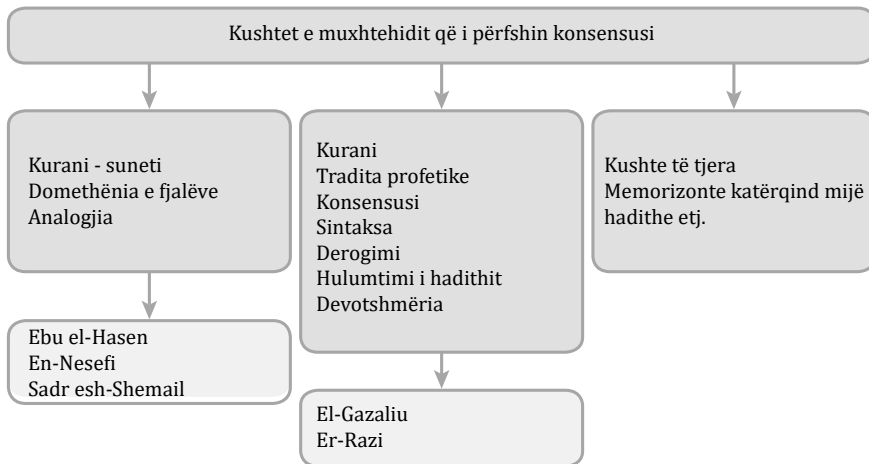 Kushtet e muxhtehidit që i përfshin konsensusi
Kurani - suneti
Domethënia e fjalëve
Analogjia
Ebu el-Hasen
En-Nesefi
Sadr esh-Shemail
Kurani
Tradita profetike
Konsensusi
Sintaksa
Derogimi
Hulumtimi i hadithit
Devotshmëria
El-Gazaliu
Er-Razi
Kushte të tjera
Memorizonte katërqind mijë
hadithe etj.